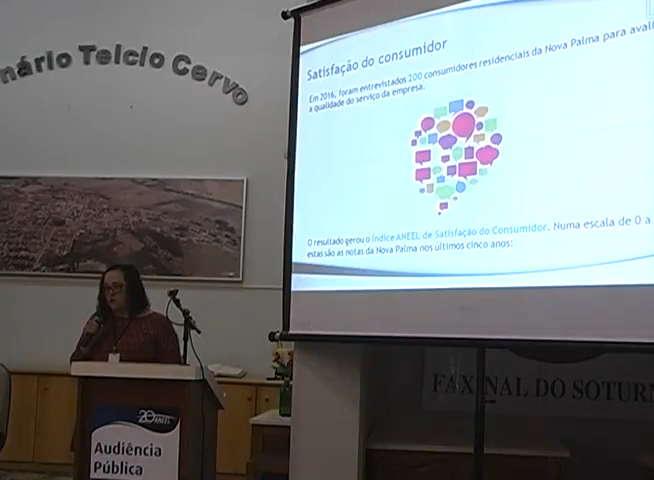 nário Telcio Cervo
Satisfação do consumidor
Em 2016, foram entrevistados 200 consumidores residenciais da Nova Palma para avali
a qualidade do serviço da empresa.
O resultado gerou o Índice ANEEL de Satisfação do Consumidor. Numa escala de 0 a
estas são as notas da Nova Palma nos últimos cinco anos:
FAXINAL DO SOTURN
20 ANEEL
Audiência
Pública